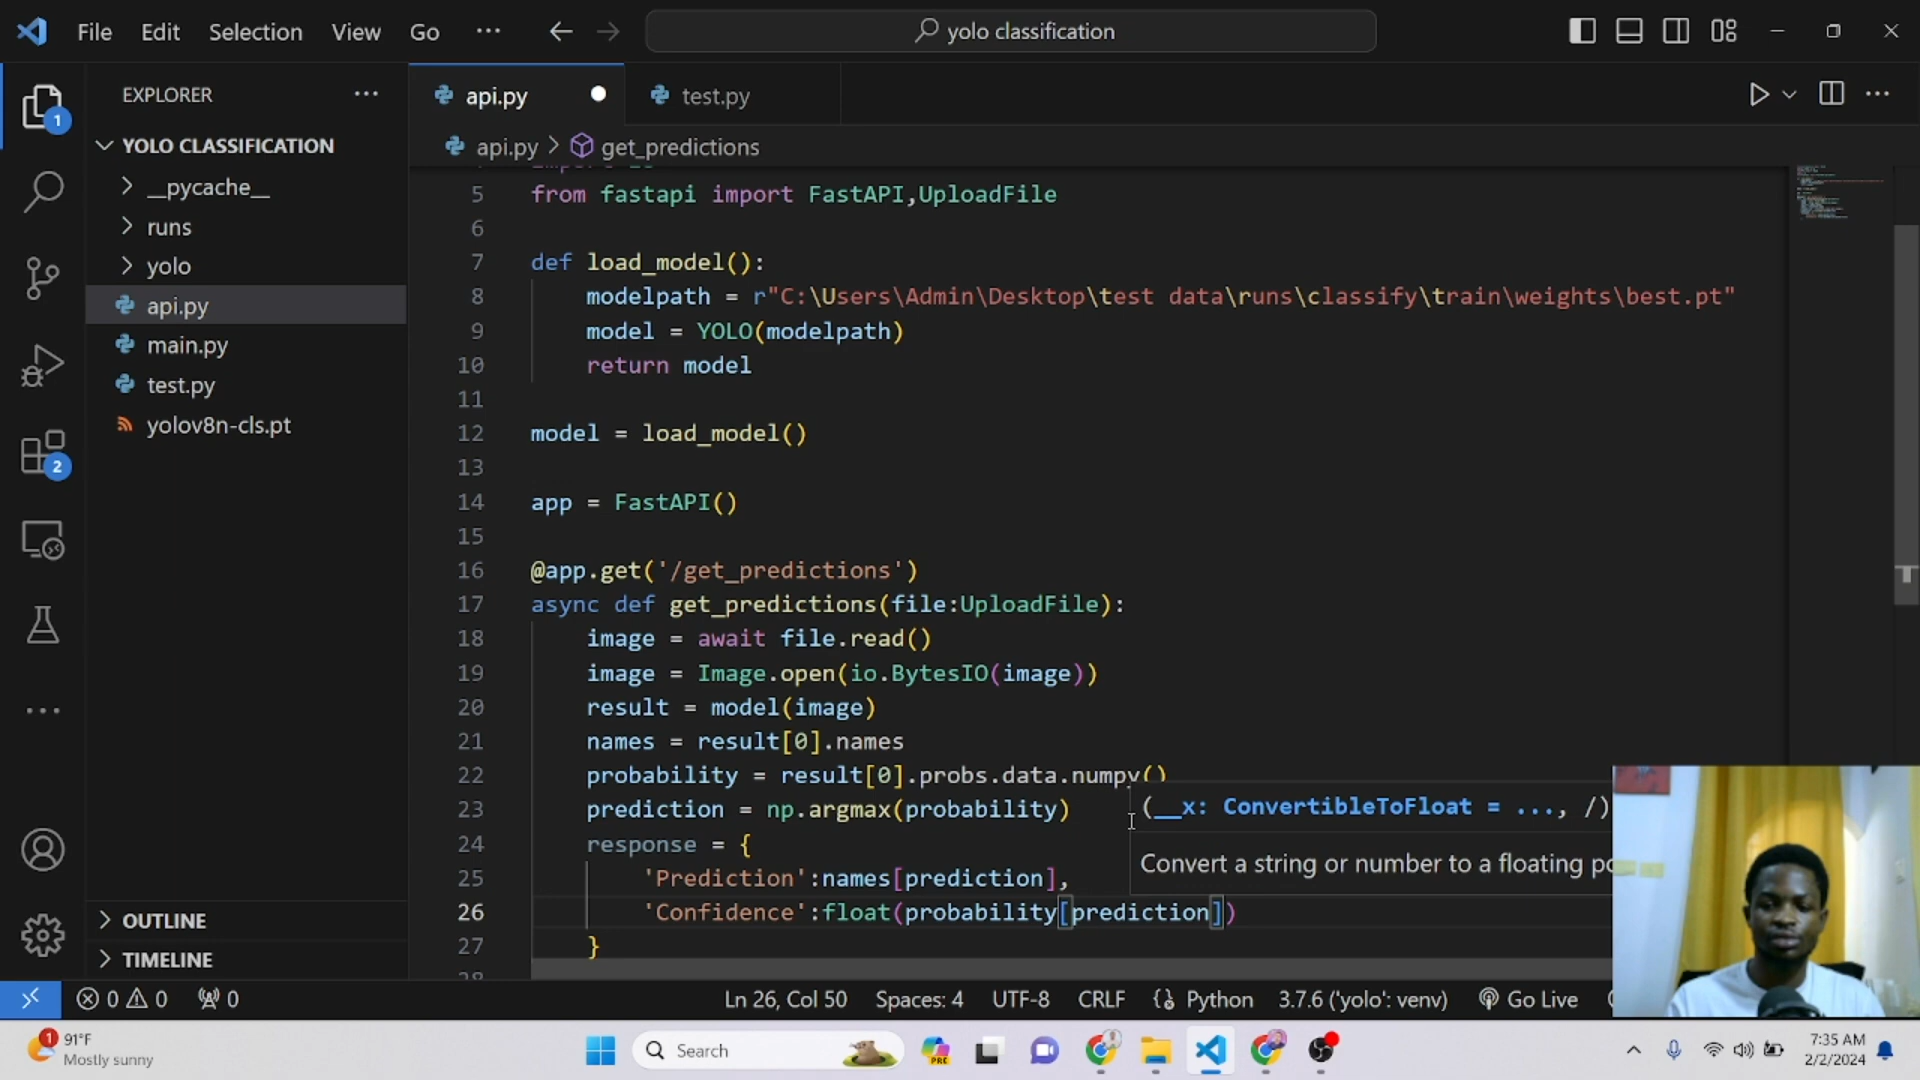 File Edit Selection View Go ··· yolo classification
EXPLORER ···
api.py test.py
YOLO CLASSIFICATION
api.py > get_predictions
__pycache__
runs
yolo
api.py
main.py
test.py
yolov8n-cls.pt
OUTLINE
TIMELINE
1
2
5 from fastapi import FastAPI,UploadFile
6
7 def load_model():
8 modelpath = r"C:\Users\Admin\Desktop\test data\runs\classify\train\weights\best.pt"
9 model = YOLO(modelpath)
10 return model
11
12 model = load_model()
13
14 app = FastAPI()
15
16 @app.get('/get_predictions')
17 async def get_predictions(file:UploadFile):
18 image = await file.read()
19 image = Image.open(io.BytesIO(image))
20 result = model(image)
21 names = result[0].names
22 probability = result[0].probs.data.numpy()
23 prediction = np.argmax(probability)
24 response = {
25 'Prediction':names[prediction],
26 'Confidence':float(probability[prediction])
27 }
(__x: ConvertibleToFloat = ..., /)
Convert a string or number to a floating po
0 0 0 Ln 26, Col 50 Spaces: 4 UTF-8 CRLF Python 3.7.6 ('yolo': venv) Go Live
1 91°F
Mostly sunny
Search
PRE
7:35 AM
2/2/2024